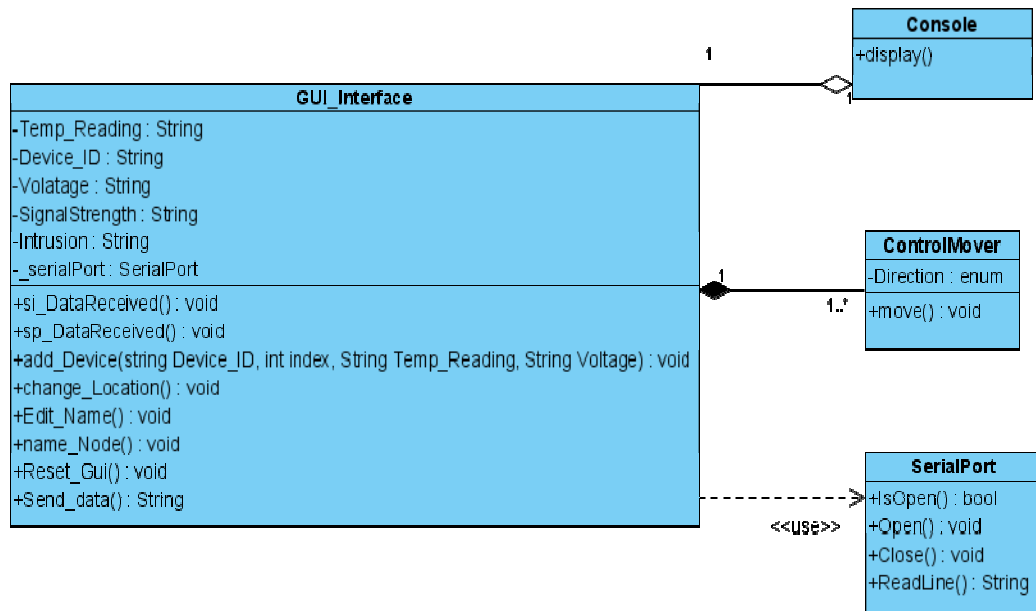 Console
+display()
1
1
GUI_Interface
-Temp_Reading : String
-Device_ID : String
-Volatage : String
-SignalStrength : String
-Intrusion : String
-_serialPort : SerialPort
+si_DataReceived() : void
+sp_DataReceived() : void
+add_Device(string Device_ID, int index, String Temp_Reading, String Voltage) : void
+change_Location() : void
+Edit_Name() : void
+name_Node() : void
+Reset_Gui() : void
+Send_data() : String
1
1..*
ControlMover
-Direction : enum
+move() : void
<<use>>
SerialPort
+IsOpen() : bool
+Open() : void
+Close() : void
+ReadLine() : String